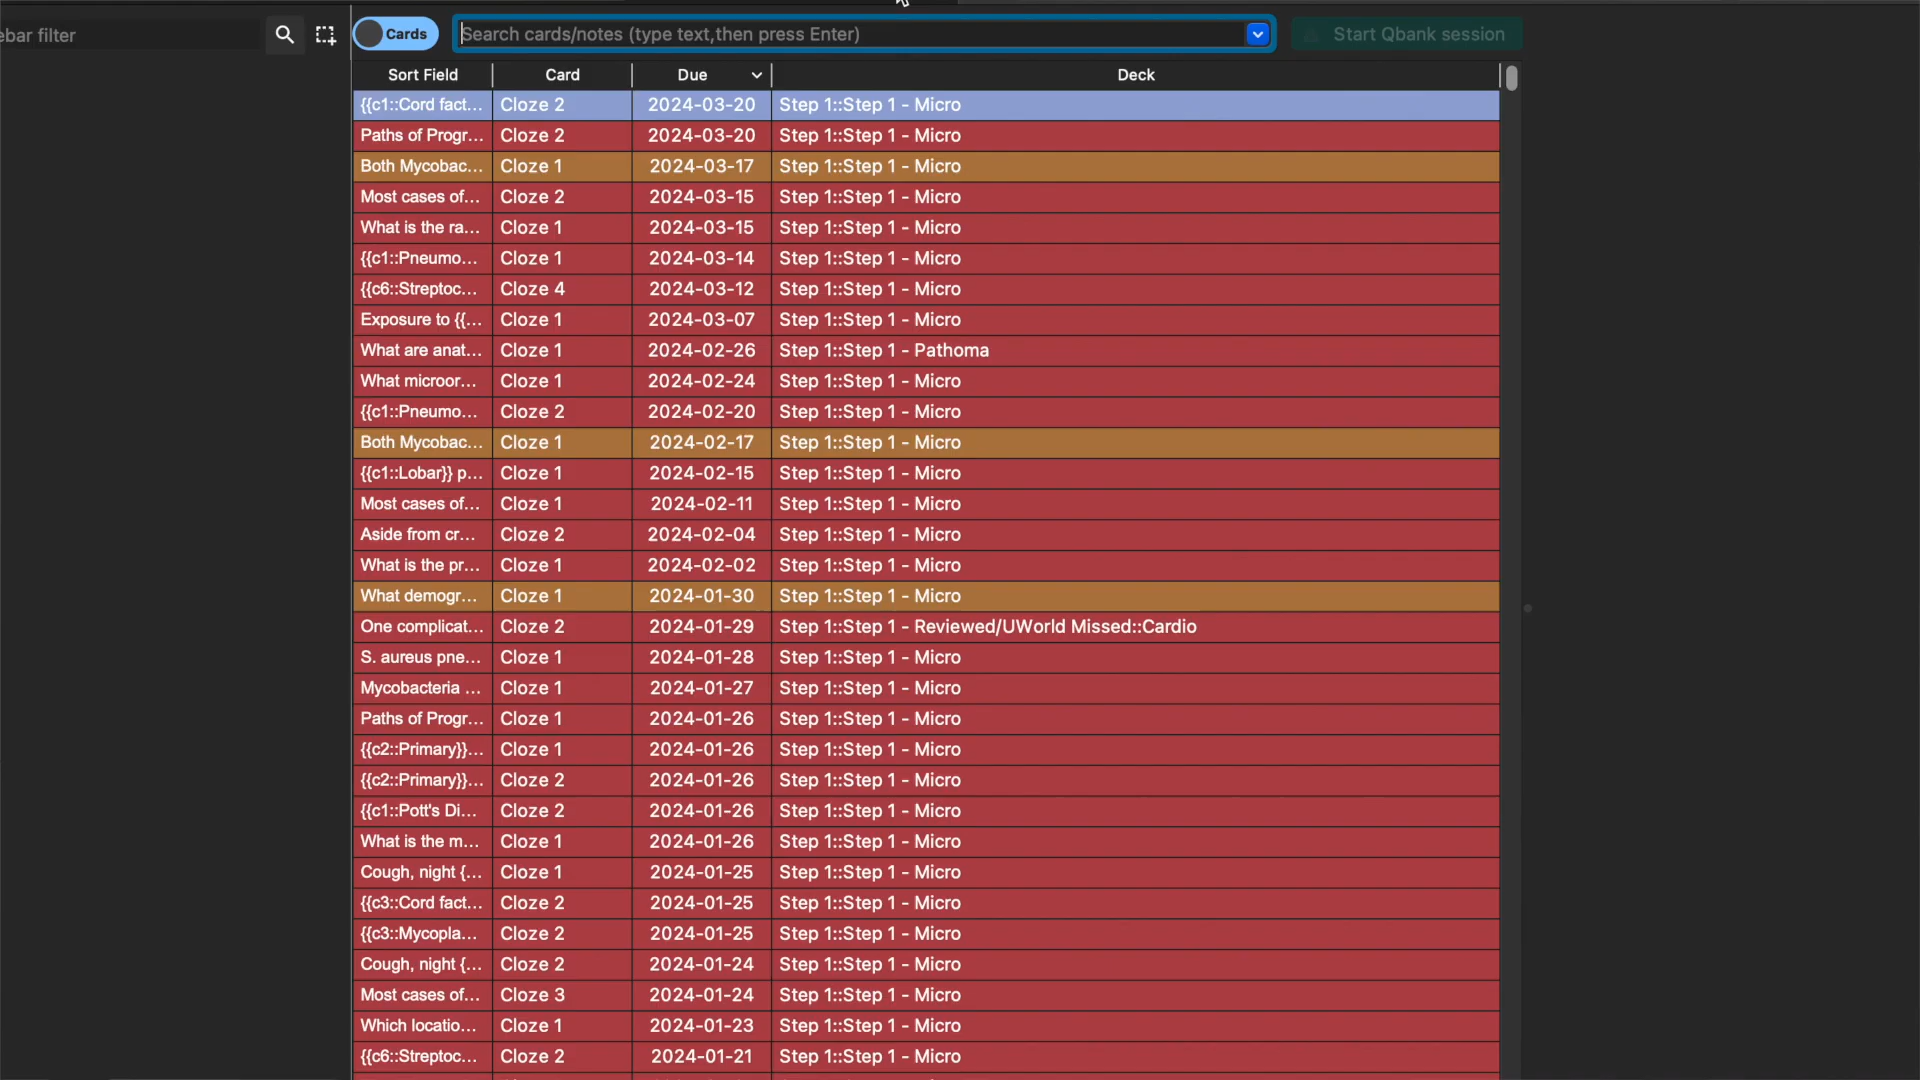 ebar filter
Cards
Search cards/notes (type text,then press Enter)
Start Qbank session
Sort Field Card Due Deck
{{c1::Cord fact... Cloze 2 2024-03-20 Step 1::Step 1 - Micro
Paths of Progr... Cloze 2 2024-03-20 Step 1::Step 1 - Micro
Both Mycobac... Cloze 1 2024-03-17 Step 1::Step 1 - Micro
Most cases of... Cloze 2 2024-03-15 Step 1::Step 1 - Micro
What is the ra... Cloze 1 2024-03-15 Step 1::Step 1 - Micro
{{c1::Pneumo... Cloze 1 2024-03-14 Step 1::Step 1 - Micro
{{c6::Streptoc... Cloze 4 2024-03-12 Step 1::Step 1 - Micro
Exposure to {{... Cloze 1 2024-03-07 Step 1::Step 1 - Micro
What are anat... Cloze 1 2024-02-26 Step 1::Step 1 - Pathoma
What microor... Cloze 1 2024-02-24 Step 1::Step 1 - Micro
{{c1::Pneumo... Cloze 2 2024-02-20 Step 1::Step 1 - Micro
Both Mycobac... Cloze 1 2024-02-17 Step 1::Step 1 - Micro
{{c1::Lobar}} p... Cloze 1 2024-02-15 Step 1::Step 1 - Micro
Most cases of... Cloze 1 2024-02-11 Step 1::Step 1 - Micro
Aside from cr... Cloze 2 2024-02-04 Step 1::Step 1 - Micro
What is the pr... Cloze 1 2024-02-02 Step 1::Step 1 - Micro
What demogr... Cloze 1 2024-01-30 Step 1::Step 1 - Micro
One complicat... Cloze 2 2024-01-29 Step 1::Step 1 - Reviewed/UWorld Missed::Cardio
S. aureus pne... Cloze 1 2024-01-28 Step 1::Step 1 - Micro
Mycobacteria ... Cloze 1 2024-01-27 Step 1::Step 1 - Micro
Paths of Progr... Cloze 1 2024-01-26 Step 1::Step 1 - Micro
{{c2::Primary}}... Cloze 1 2024-01-26 Step 1::Step 1 - Micro
{{c2::Primary}}... Cloze 2 2024-01-26 Step 1::Step 1 - Micro
{{c1::Pott's Di... Cloze 2 2024-01-26 Step 1::Step 1 - Micro
What is the m... Cloze 1 2024-01-26 Step 1::Step 1 - Micro
Cough, night {... Cloze 1 2024-01-25 Step 1::Step 1 - Micro
{{c3::Cord fact... Cloze 2 2024-01-25 Step 1::Step 1 - Micro
{{c3::Mycopla... Cloze 2 2024-01-25 Step 1::Step 1 - Micro
Cough, night {... Cloze 2 2024-01-24 Step 1::Step 1 - Micro
Most cases of... Cloze 3 2024-01-24 Step 1::Step 1 - Micro
Which locatio... Cloze 1 2024-01-23 Step 1::Step 1 - Micro
{{c6::Streptoc... Cloze 2 2024-01-21 Step 1::Step 1 - Micro